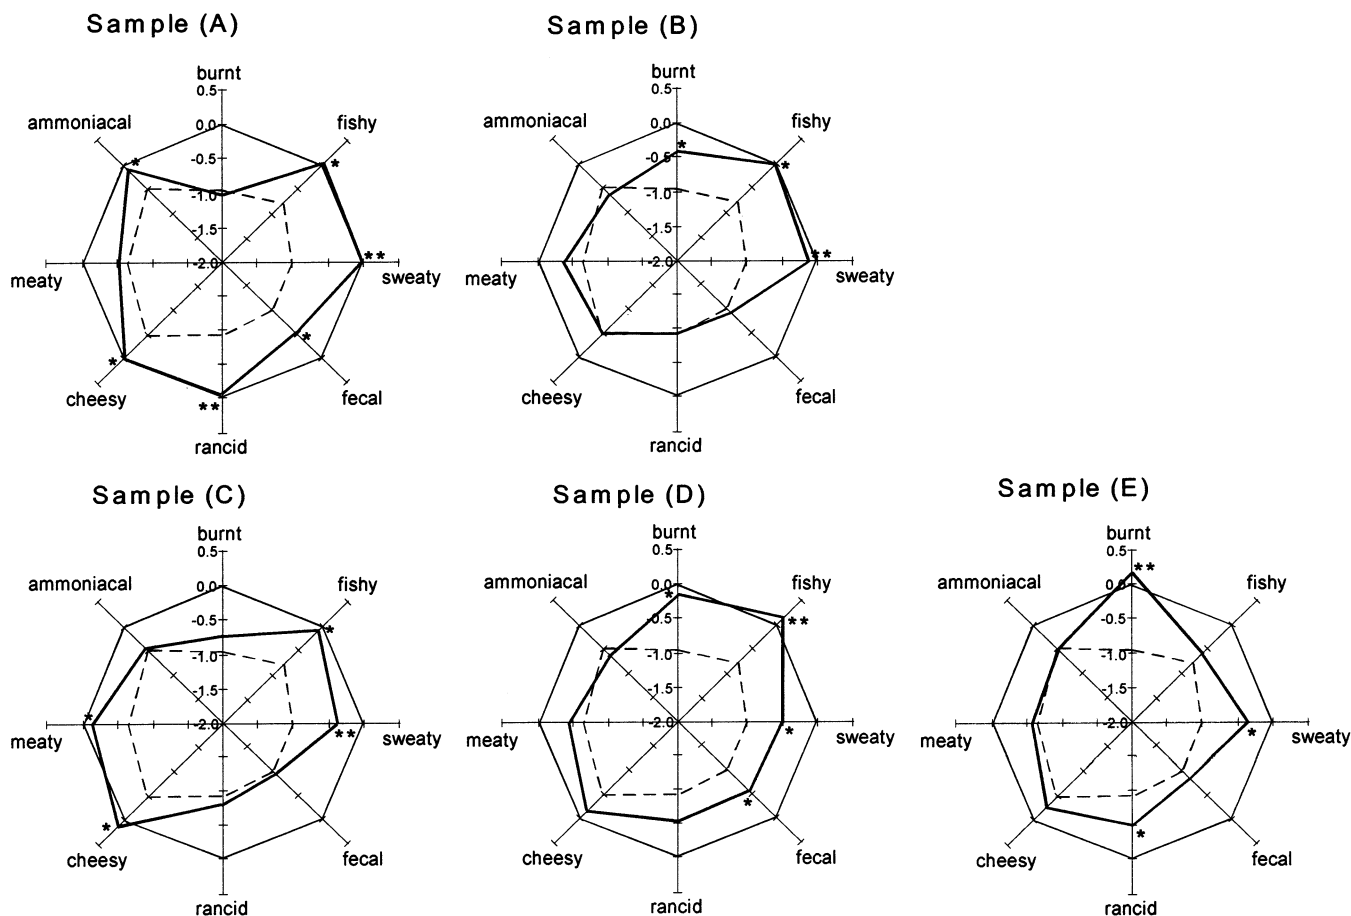 Sample (A)
burnt
0.5
ammoniacal
0.0
fishy
*
*
-0.5
-1.0
-1.5
**
-2.0
meaty
sweaty
*
*
cheesy
fecal
**
rancid
Sample (B)
burnt
0.5
ammoniacal
0.0
fishy
*
-0.5
*
-1.0
-1.5
**
-2.0
meaty
sweaty
cheesy
fecal
rancid
Sample (C)
burnt
0.5
ammoniacal
0.0
fishy
-0.5
*
-1.0
-1.5
*
-2.0
**
meaty
sweaty
*
cheesy
fecal
rancid
Sample (D)
burnt
0.5
ammoniacal
0.0
fishy
*
-0.5
**
-1.0
-1.5
-2.0
*
meaty
sweaty
*
cheesy
fecal
rancid
Sample (E)
burnt
0.5
**
ammoniacal
0.0
fishy
-0.5
-1.0
-1.5
-2.0
*
meaty
sweaty
*
cheesy
fecal
rancid